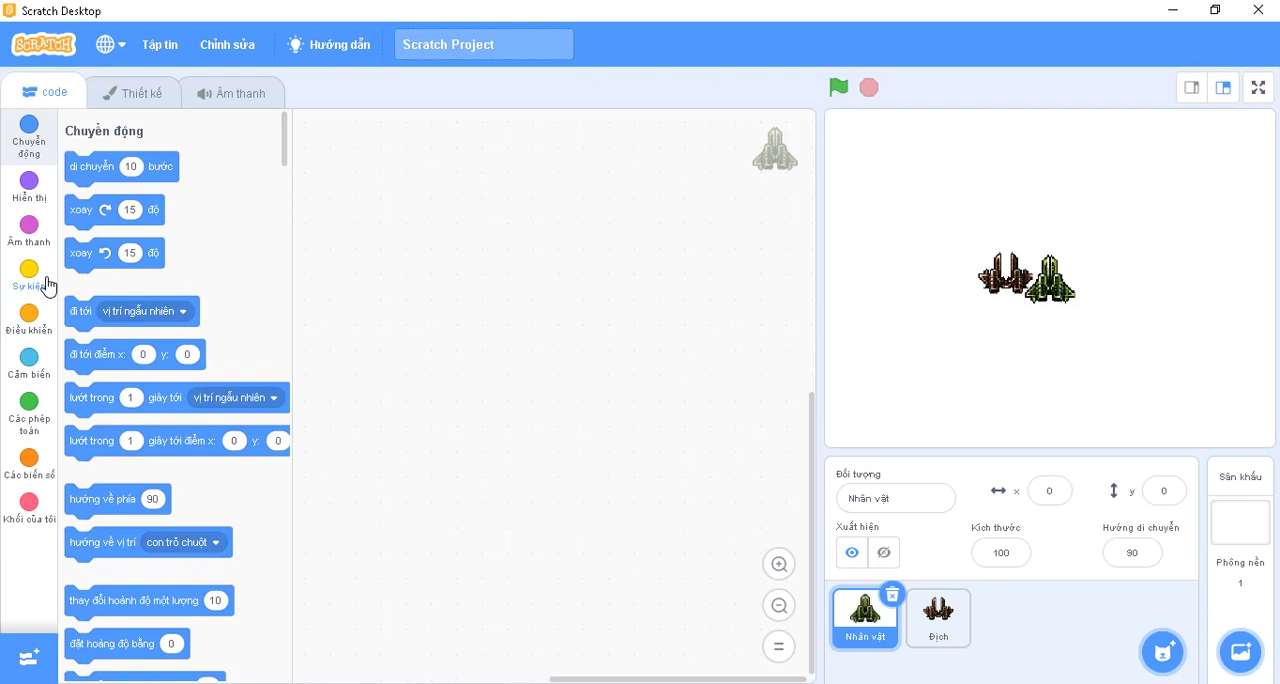 Scratch Desktop
SCRATCH
Tập tin
Chỉnh sửa
Hướng dẫn
Scratch Project
code
Thiết kế
Âm thanh
Chuyển động
Hiển thị
Âm thanh
Sự kiện
Điều khiển
Cảm biến
Các phép toán
Các biến số
Khối của tôi
Chuyển động
di chuyển 10 bước
xoay 15 độ
xoay 15 độ
đi tới vị trí ngẫu nhiên
đi tới điểm x: 0 y: 0
lướt trong 1 giây tới vị trí ngẫu nhiên
lướt trong 1 giây tới điểm x: 0 y: 0
hướng về phía 90
hướng về vị trí con trỏ chuột
thay đổi hoành độ một lượng 10
đặt hoàng độ bằng 0
Đối tượng
Nhân vật
x 0
y 0
Xuất hiện
Kích thước
100
Hướng di chuyển
90
Nhân vật
Địch
Sân khấu
Phông nền
1